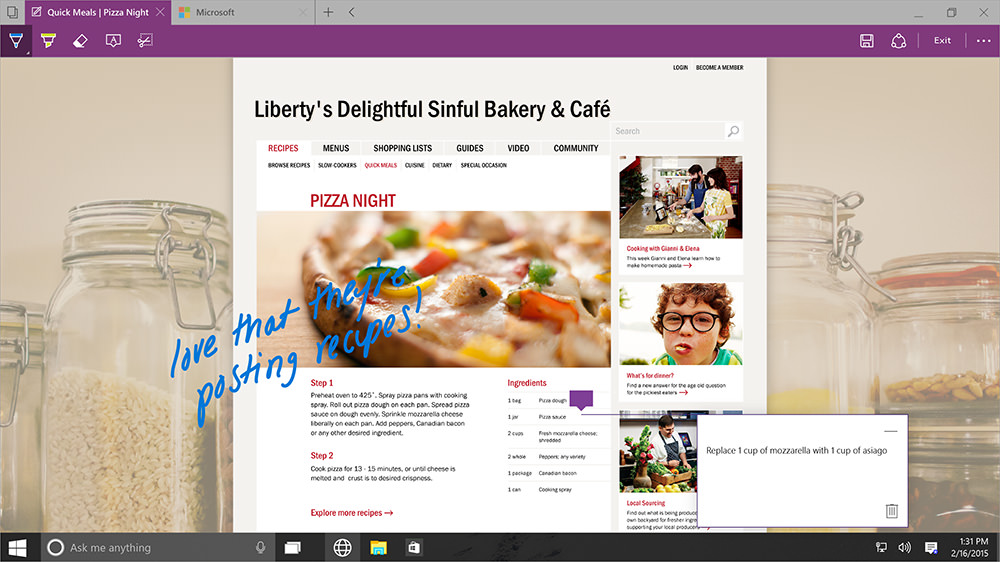 Quick Meals | Pizza Night
Microsoft
Exit
LOGIN BECOME A MEMBER
Liberty's Delightful Sinful Bakery & Café
Search
RECIPES MENUS SHOPPING LISTS GUIDES VIDEO COMMUNITY
BROWSE RECIPES SLOW-COOKERS QUICK MEALS CUISINE DIETARY SPECIAL OCCASION
PIZZA NIGHT
love that they're
posting recipes!
Step 1
Preheat oven to 425°. Spray pizza pans with cooking
spray. Roll out pizza dough on each pan. Spread pizza
sauce on dough evenly. Sprinkle mozzarella cheese
liberally on each pan. Add peppers, Canadian bacon
or any other desired ingredient.
Step 2
Cook pizza for 13 - 15 minutes, or until cheese is
melted and crust is to desired crispness.
Explore more recipes
Ingredients
1 bag Pizza dough
1 jar Pizza sauce
2 cups Fresh mozzarella cheese;
shredded
2 whole Peppers; any variety
1 package Canadian bacon
1 can Cooking spray
Cooking with Gianni & Elena
This week Gianni and Elena learn how to
make homemade pasta
What's for dinner?
Find a new answer for the age old question
for the pickiest eaters
Local Sourcing
Find out what is being produc
own backyard for fresher ingre
supporting your local produc
Replace 1 cup of mozzarella with 1 cup of asiago
Ask me anything
1:31 PM
2/16/2015